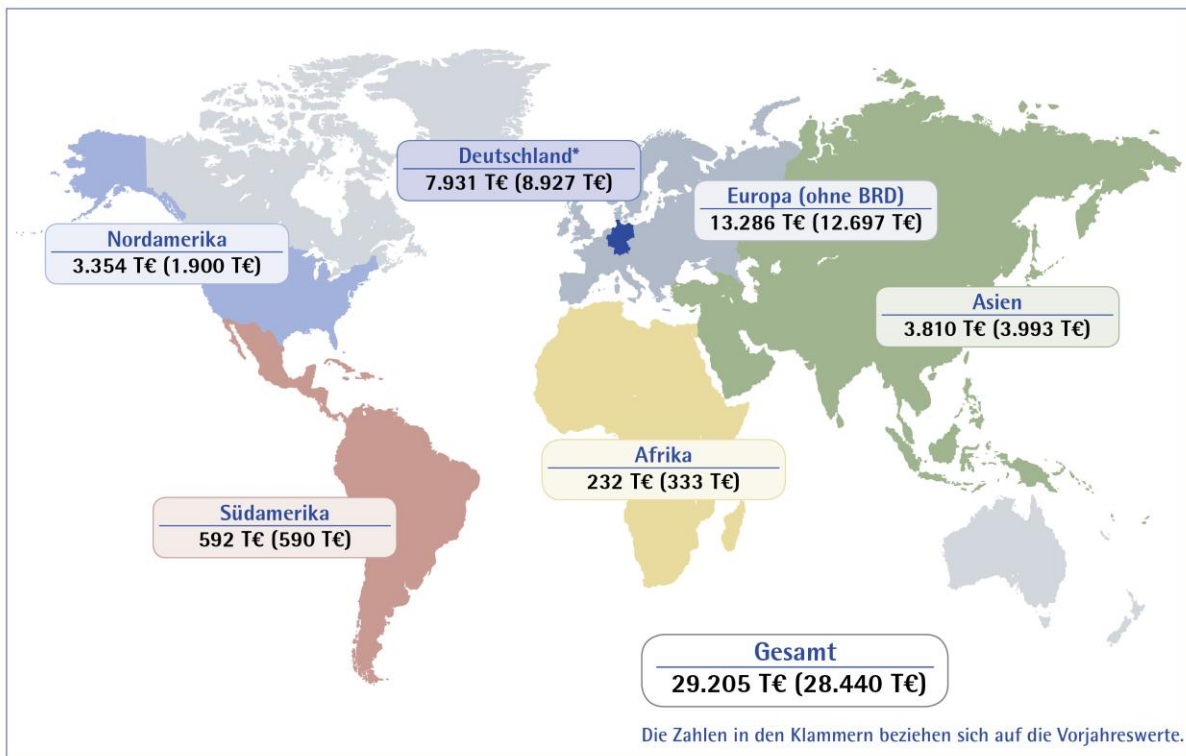 Deutschland*
7.931 T€ (8.927 T€)
Europa (ohne BRD)
13.286 T€ (12.697 T€)
Nordamerika
3.354 T€ (1.900 T€)
Asien
3.810 T€ (3.993 T€)
Afrika
232 T€ (333 T€)
Südamerika
592 T€ (590 T€)
Gesamt
29.205 T€ (28.440 T€)
Die Zahlen in den Klammern beziehen sich auf die Vorjahreswerte.